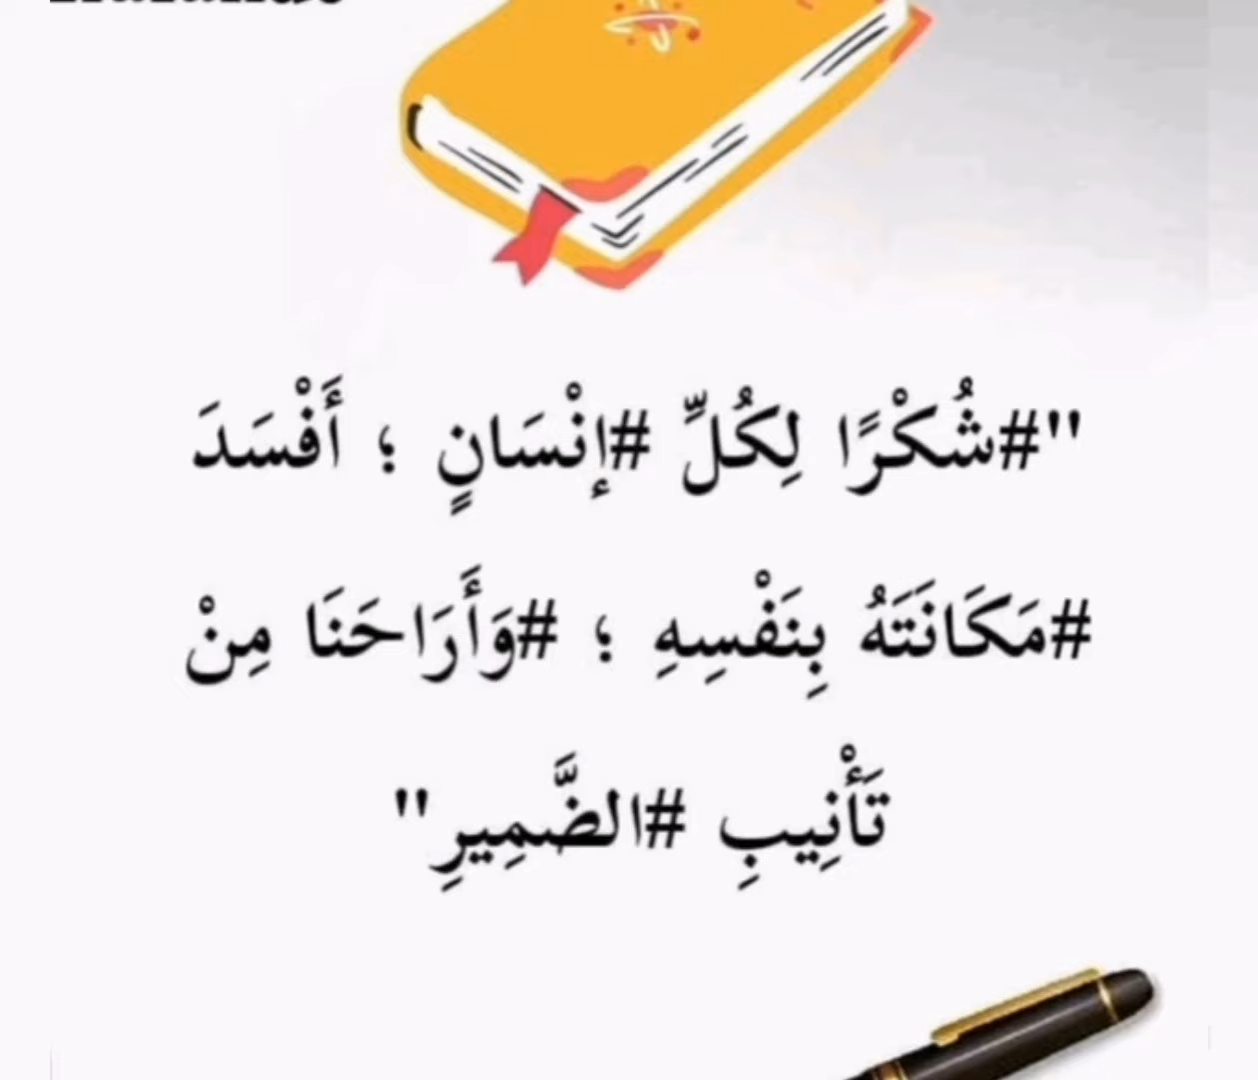 "#شُكْرًا لِكُلِّ #إنْسَانٍ ؛ أَفْسَدَ
#مَكَانَتَهُ بِنَفْسِهِ ؛ #وَأَرَاحَنَا مِنْ
تَأْنِيبِ #الضَّمِيرِ"